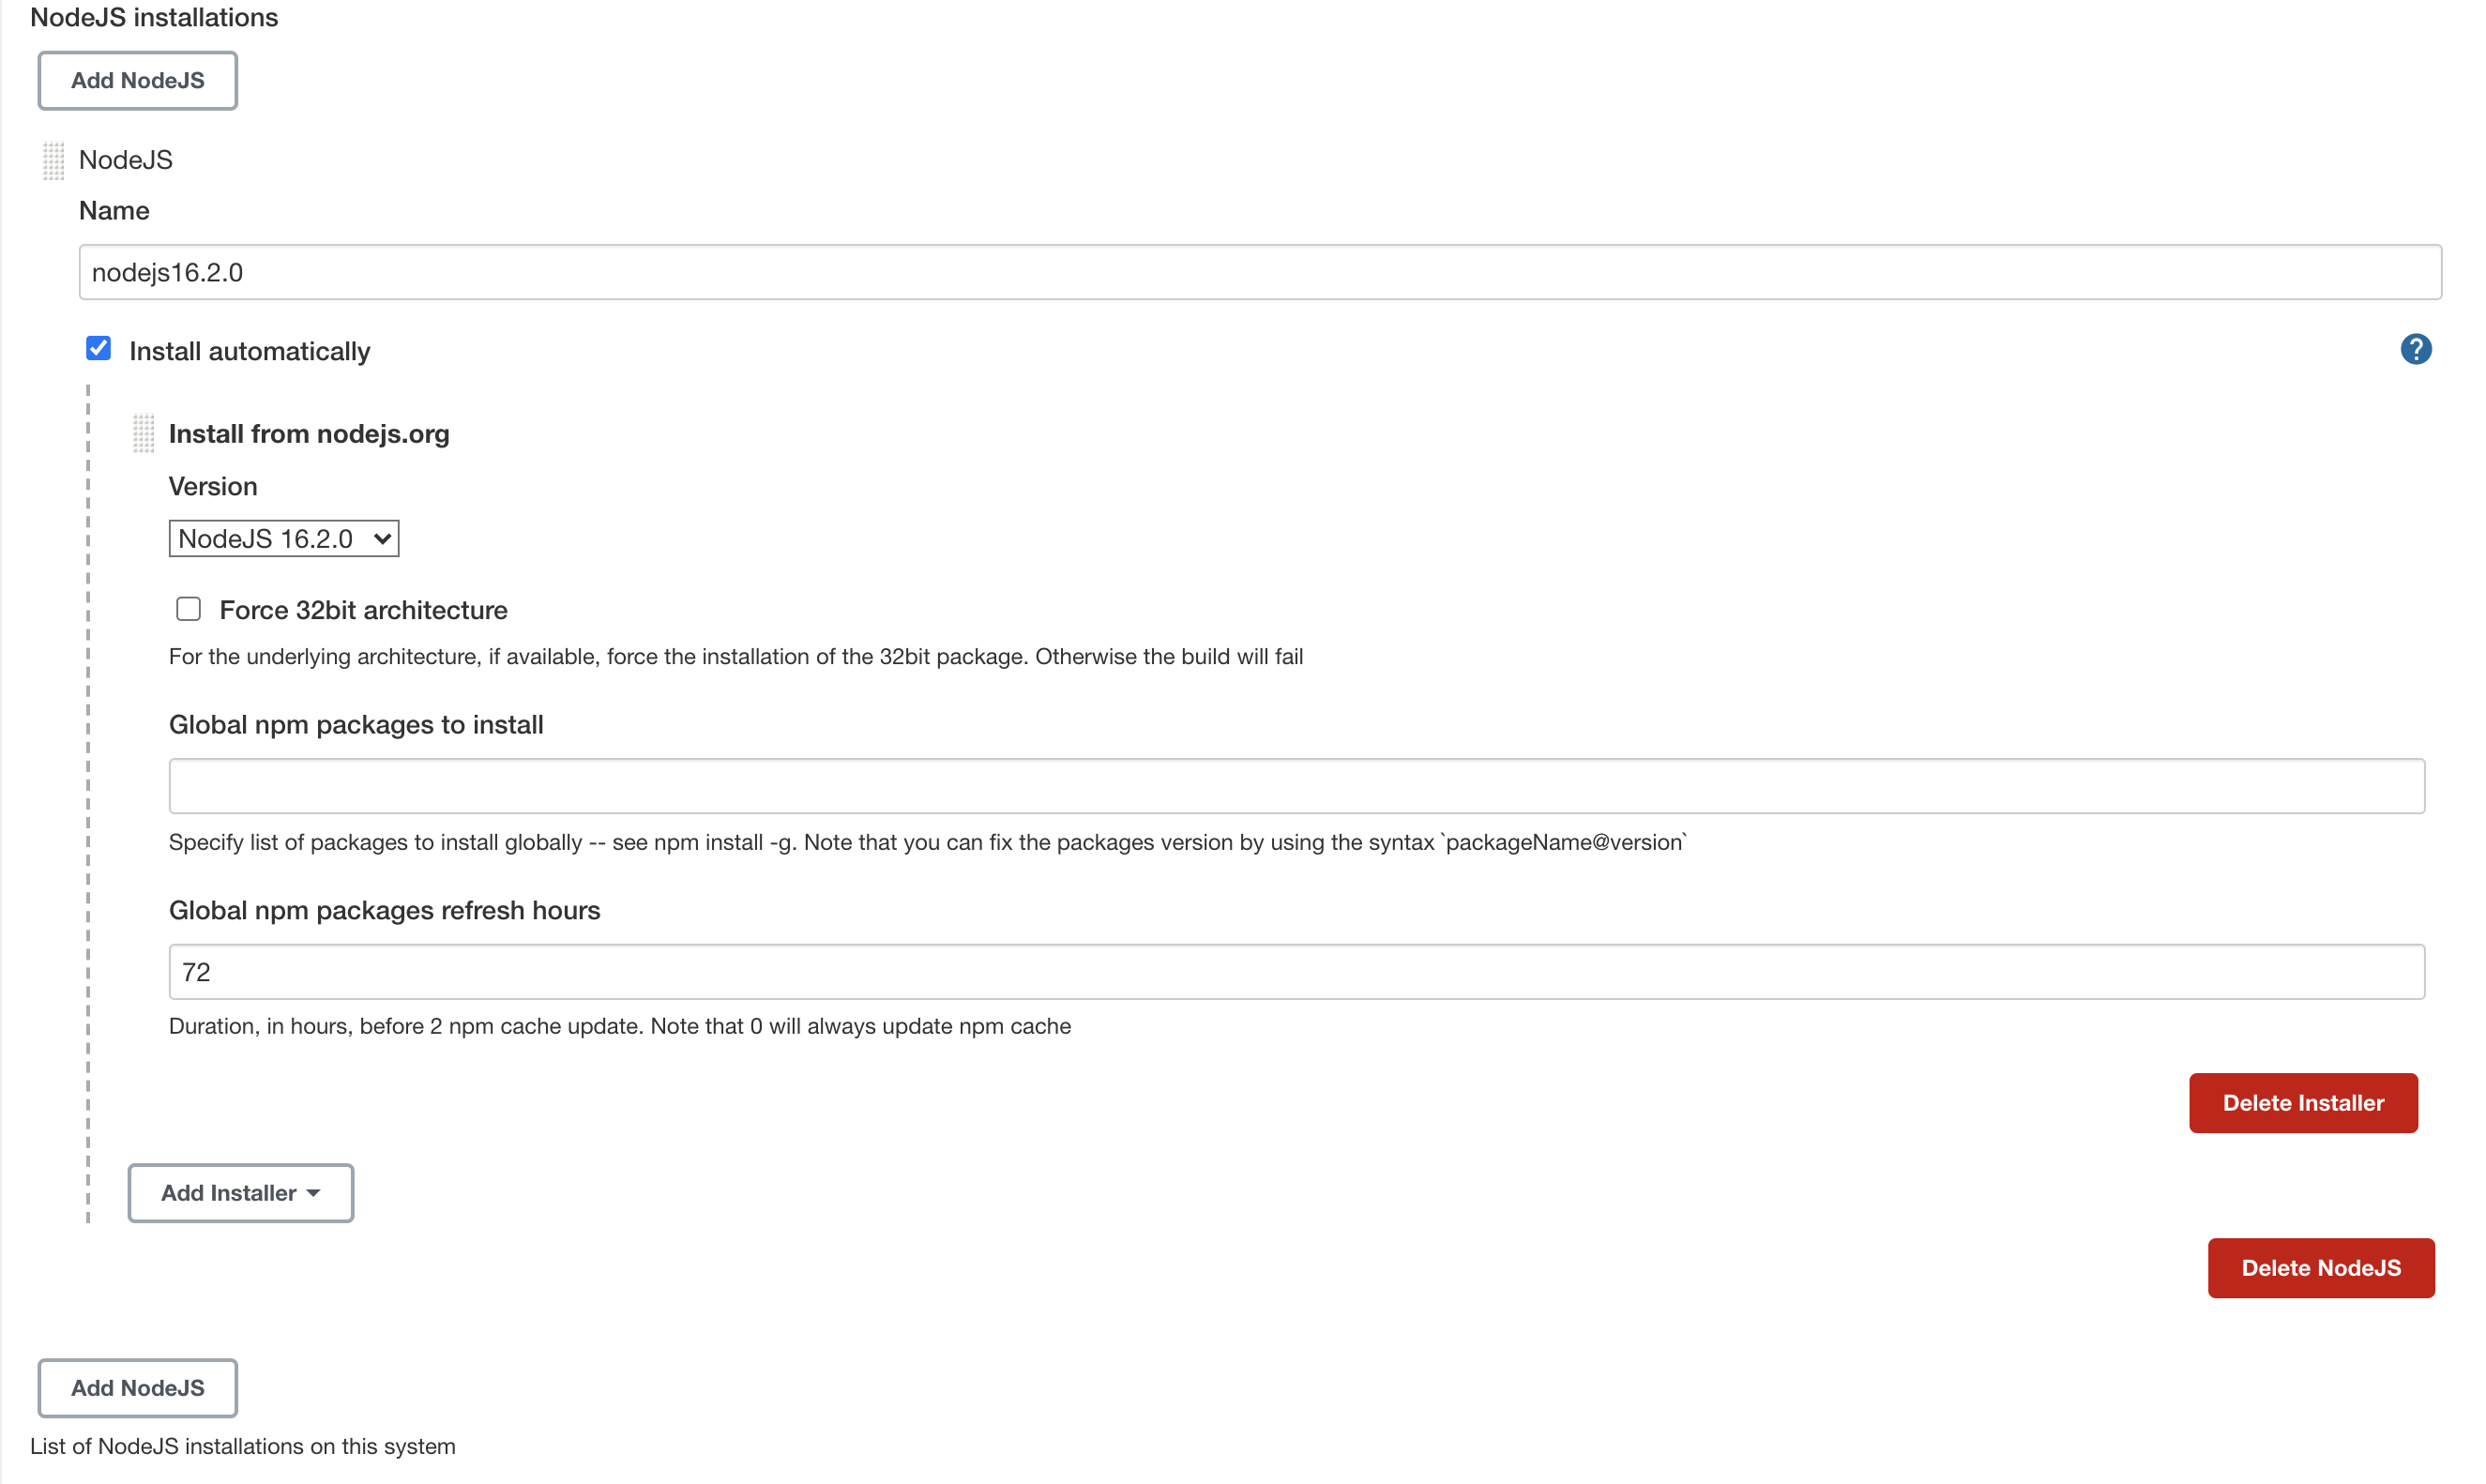 NodeJS installations
Add NodeJS
NodeJS
Name
nodejs16.2.0
Install automatically
?
Install from nodejs.org
Version
NodeJS 16.2.0
Force 32bit architecture
For the underlying architecture, if available, force the installation of the 32bit package. Otherwise the build will fail
Global npm packages to install
Specify list of packages to install globally -- see npm install -g. Note that you can fix the packages version by using the syntax `packageName@version`
Global npm packages refresh hours
72
Duration, in hours, before 2 npm cache update. Note that 0 will always update npm cache
Delete Installer
Add Installer
Delete NodeJS
Add NodeJS
List of NodeJS installations on this system